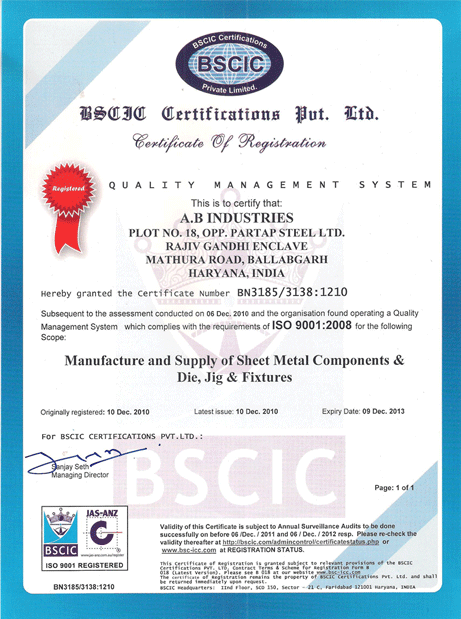 BSCIC Certifications
BSCIC
Private Limited.
BSCIC Certifications Pvt. Ltd.
Certificate Of Registration
Registered
QUALITY MANAGEMENT SYSTEM
This is to certify that:
A.B INDUSTRIES
PLOT NO. 18, OPP. PARTAP STEEL LTD.
RAJIV GANDHI ENCLAVE
MATHURA ROAD, BALLABGARH
HARYANA, INDIA
Hereby granted the Certificate Number BN3185/3138:1210
Subsequent to the assessment conducted on 06 Dec. 2010 and the organisation found operating a Quality
Management System which complies with the requirements of ISO 9001:2008 for the following
Scope:
Manufacture and Supply of Sheet Metal Components &
Die, Jig & Fixtures
Originally registered: 10 Dec. 2010 Latest issue: 10 Dec. 2010 Expiry Date: 09 Dec. 2013
For BSCIC CERTIFICATIONS PVT.LTD.:
BSCIC
Sanjay Seth
Managing Director
Page: 1 of 1
JAS-ANZ
C
BSCIC
www.jas-anz.com.au/register
ISO 9001 REGISTERED
BN3185/3138:1210
Validity of this Certificate is subject to Annual Surveillance Audits to be done
successfully on before 06 /Dec. / 2011 and 06 / Dec. / 2012 resp. Please re-check the
validity thereafter at http://bscic.com/admincontrol/certificatestatus.php or
www.bsc-icc.com at REGISTRATION STATUS.
This Certificate of Registration is granted subject to relevant provisions of the BSCIC
Certifications PVT, LTD, Contract Terms & Scheme for Registration Form B
018 (Latest Version). Please see B 018 at our website www.bsc-icc.com
The certificate of Registration remains the property of BSCIC Certifications Pvt. Ltd. and shall
be returned immediately upon request.
BSCIC Headquarters: IInd Floor, SCO 150, Sector - 21 C, Faridabad 121001 Haryana, INDIA